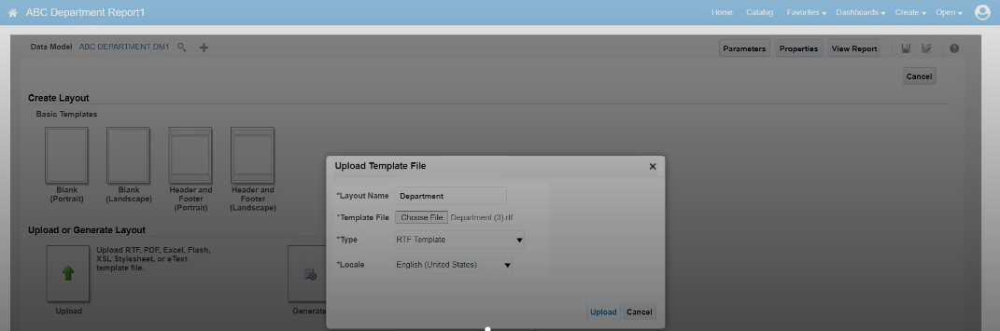 ABC Department Report1
Home Catalog Favorites Dashboards Create Open
Data Model ABC DEPARTMENT DM1
Parameters Properties View Report
Cancel
Create Layout
Basic Templates
Blank
(Portrait)
Blank
(Landscape)
Header and
Footer
(Portrait)
Header and
Footer
(Landscape)
Upload or Generate Layout
Upload RTF, PDF, Excel, Flash,
XSL Stylesheet, or eText
template file.
Upload
Generate
Upload Template File
*Layout Name Department
*Template File Choose File Department (3).rtf
*Type RTF Template
*Locale English (United States)
Upload Cancel